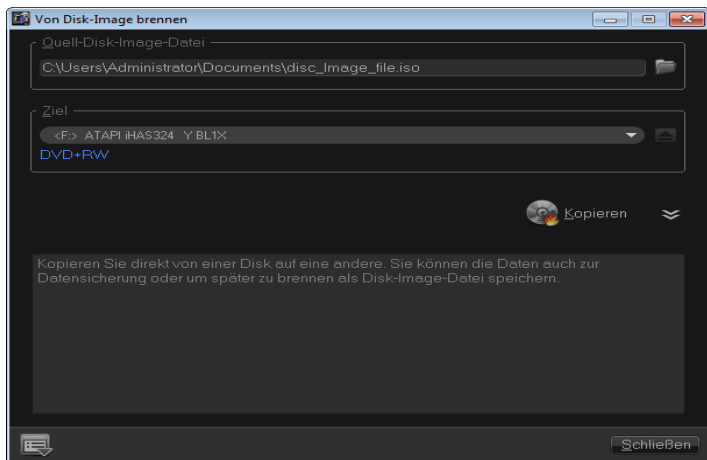 Von Disk-Image brennen
Quell-Disk-Image-Datei
C:\Users\Administrator\Documents\disc_Image_file.iso
Ziel
<F:> ATAPI iHAS324 Y BL1X
DVD+RW
Kopieren
Kopieren Sie direkt von einer Disk auf eine andere. Sie können die Daten auch zur
Datensicherung oder um später zu brennen als Disk-Image-Datei speichern.
Schließen